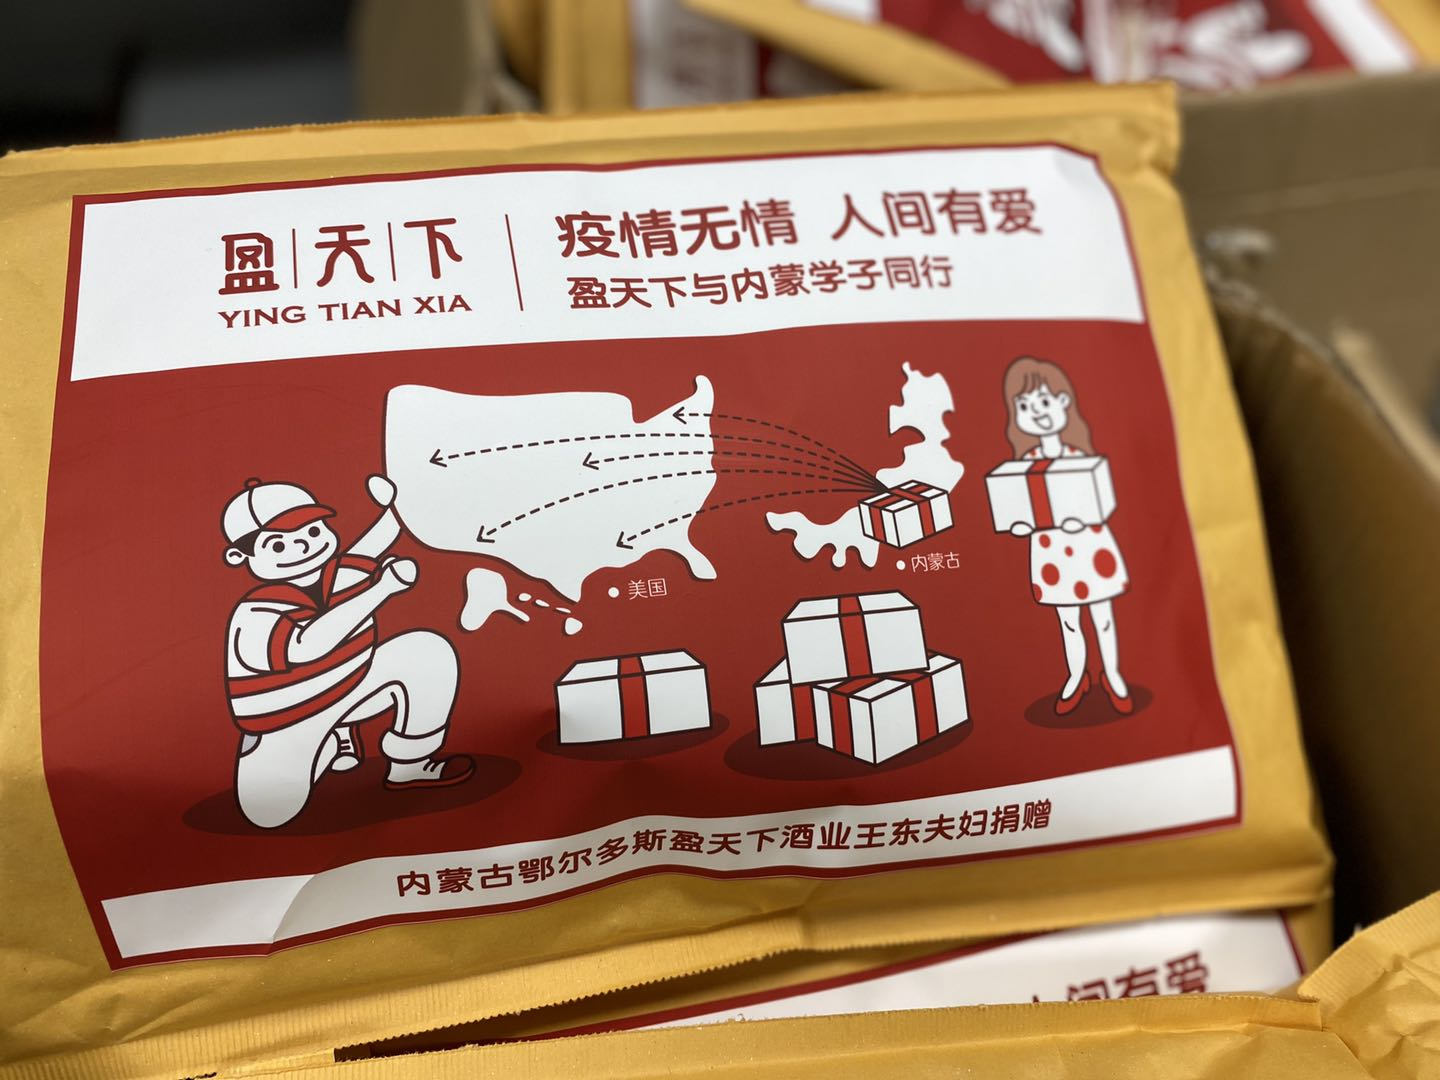 盈天下
YING TIAN XIA
疫情无情 人间有爱
盈天下与内蒙学子同行
美国
内蒙古
内蒙古鄂尔多斯盈天下酒业王东夫妇捐赠
人间有爱